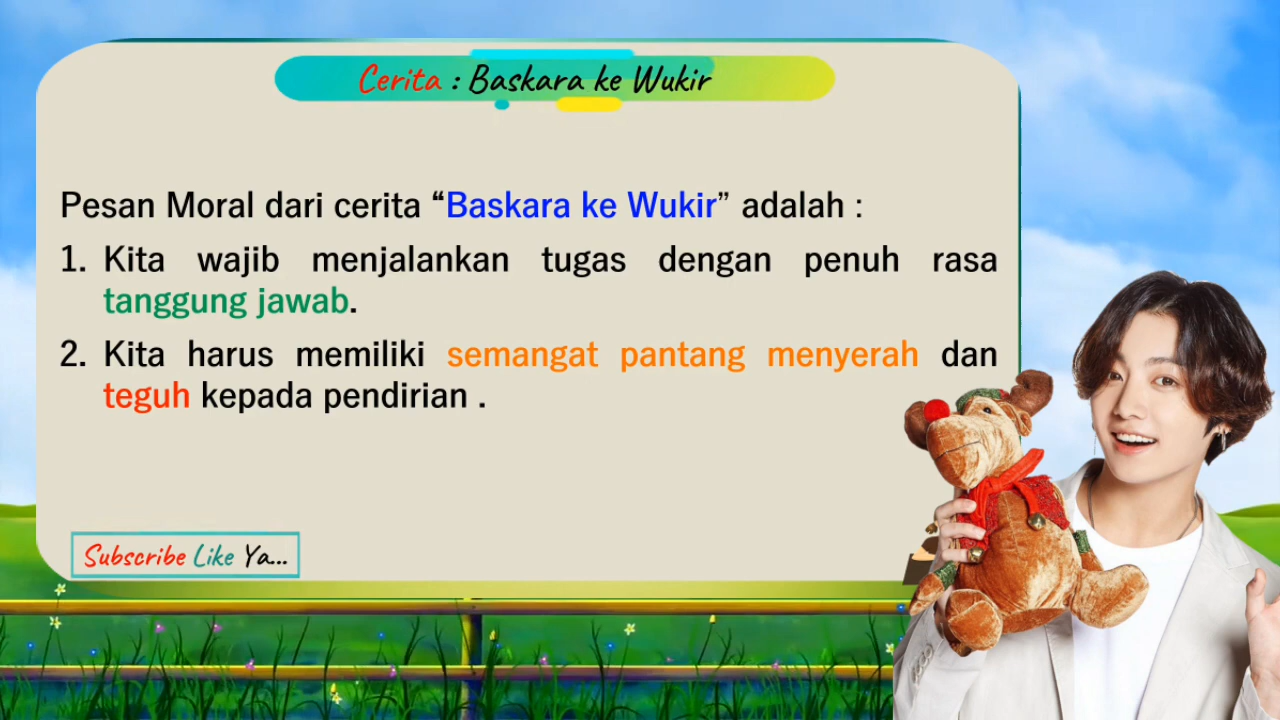 Cerita : Baskara ke Wukir
Pesan Moral dari cerita “Baskara ke Wukir” adalah :
1. Kita wajib menjalankan tugas dengan penuh rasa
tanggung jawab.
2. Kita harus memiliki semangat pantang menyerah dan
teguh kepada pendirian .
Subscribe Like Ya...